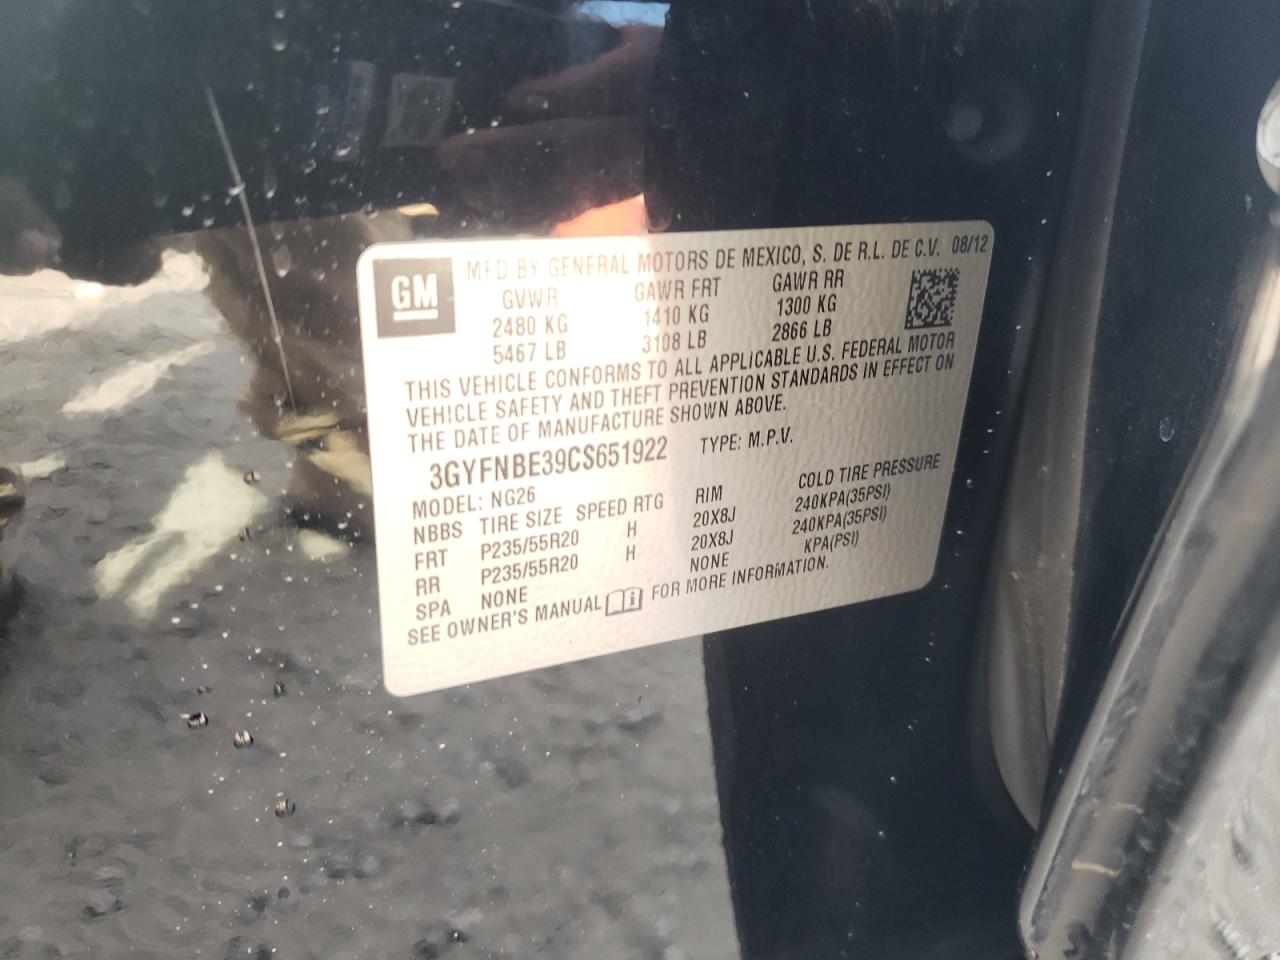 GM
MFD BY GENERAL MOTORS DE MEXICO, S. DE R.L. DE C.V. 08/12
GVWR GAWR FRT GAWR RR
2480 KG 1410 KG 1300 KG
5467 LB 3108 LB 2866 LB
THIS VEHICLE CONFORMS TO ALL APPLICABLE U.S. FEDERAL MOTOR
VEHICLE SAFETY AND THEFT PREVENTION STANDARDS IN EFFECT ON
THE DATE OF MANUFACTURE SHOWN ABOVE.
3GYFNBE39CS651922 TYPE: M.P.V.
MODEL: NG26
NBBS TIRE SIZE SPEED RTG RIM COLD TIRE PRESSURE
FRT P235/55R20 H 20X8J 240KPA(35PSI)
RR P235/55R20 H 20X8J 240KPA(35PSI)
SPA NONE NONE KPA(PSI)
SEE OWNER'S MANUAL FOR MORE INFORMATION.